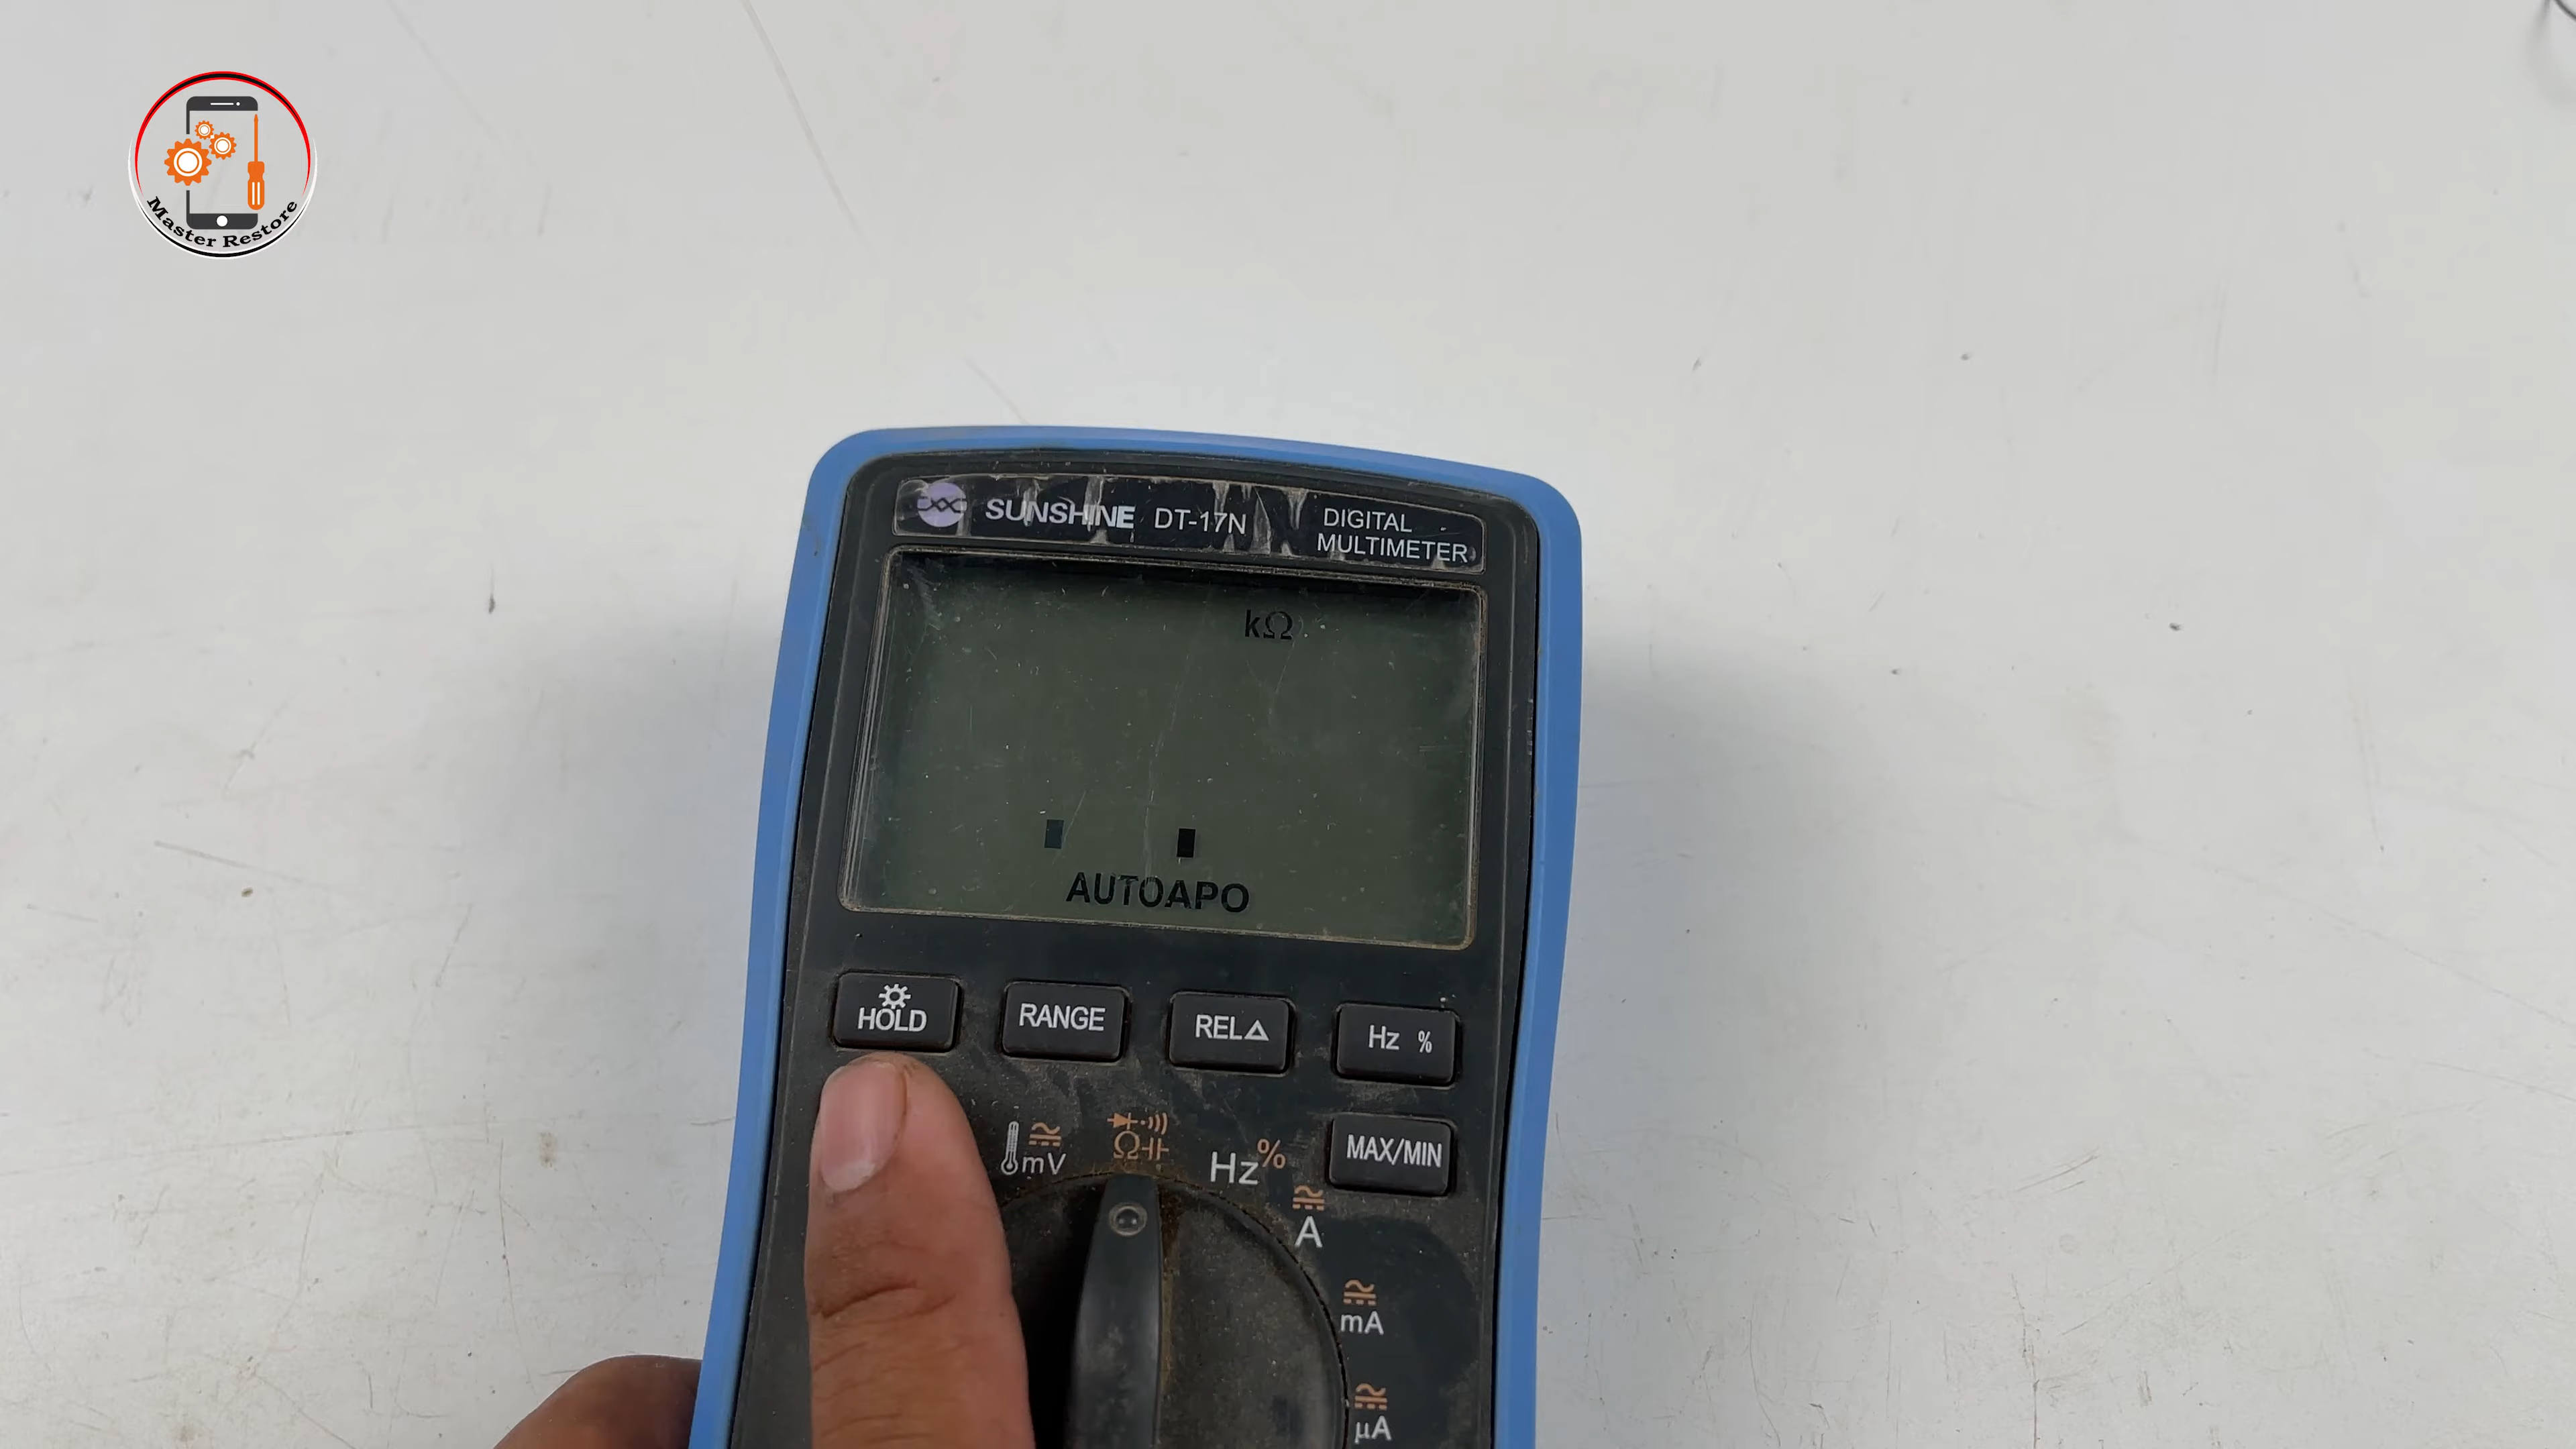 Master Restore
SUNSHINE DT-17N DIGITAL
MULTIMETER
kΩ
AUTOAPO
HOLD RANGE REL△ Hz %
mV Ω Hz % MAX/MIN
A
mA
µA